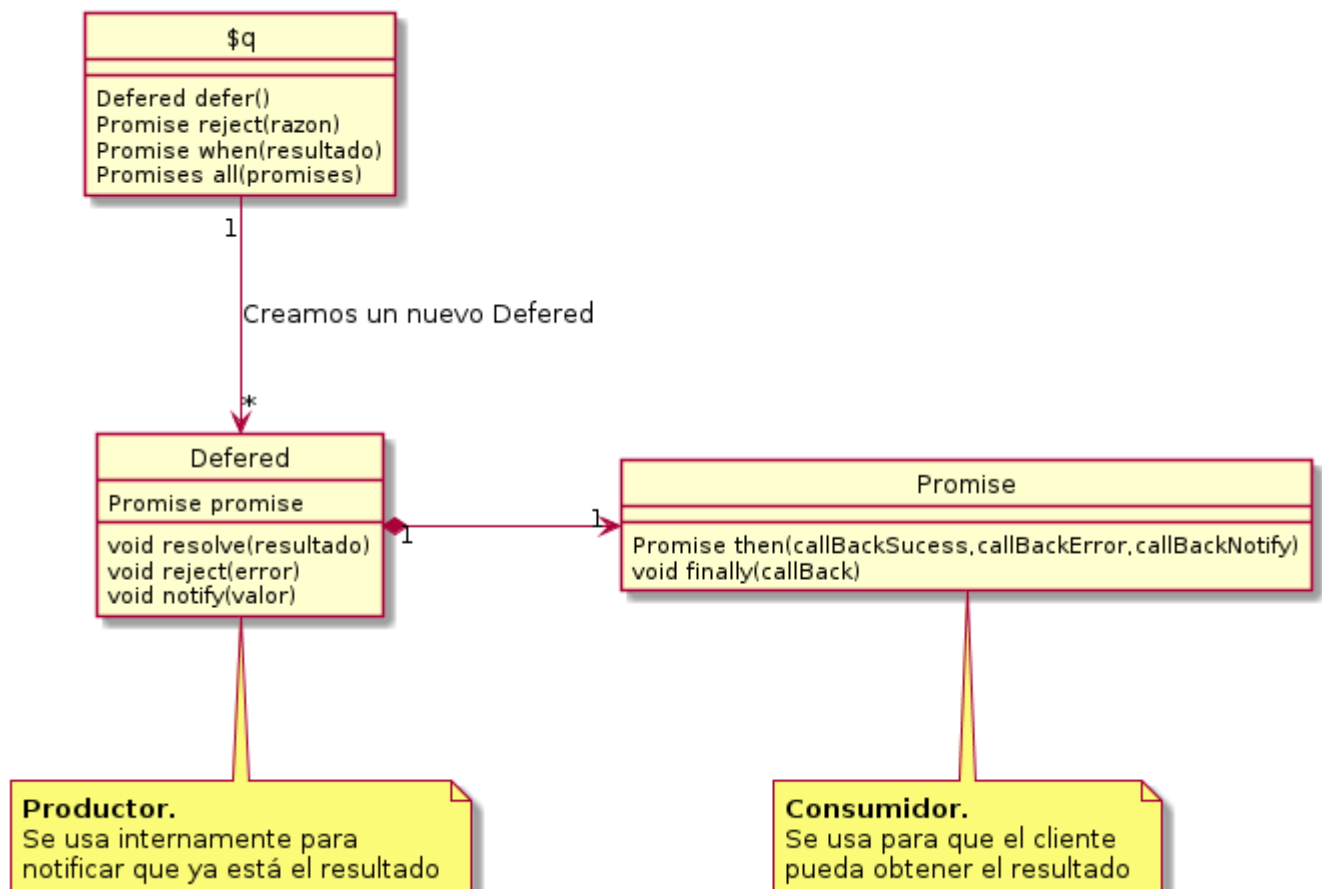 $q
Defered defer()
Promise reject(razon)
Promise when(resultado)
Promises all(promises)
1
Creamos un nuevo Defered
*
Defered
Promise promise
void resolve(resultado)
void reject(error)
void notify(valor)
1
1
Promise
Promise then(callBackSucess,callBackError,callBackNotify)
void finally(callBack)
Productor.
Se usa internamente para
notificar que ya está el resultado
Consumidor.
Se usa para que el cliente
pueda obtener el resultado